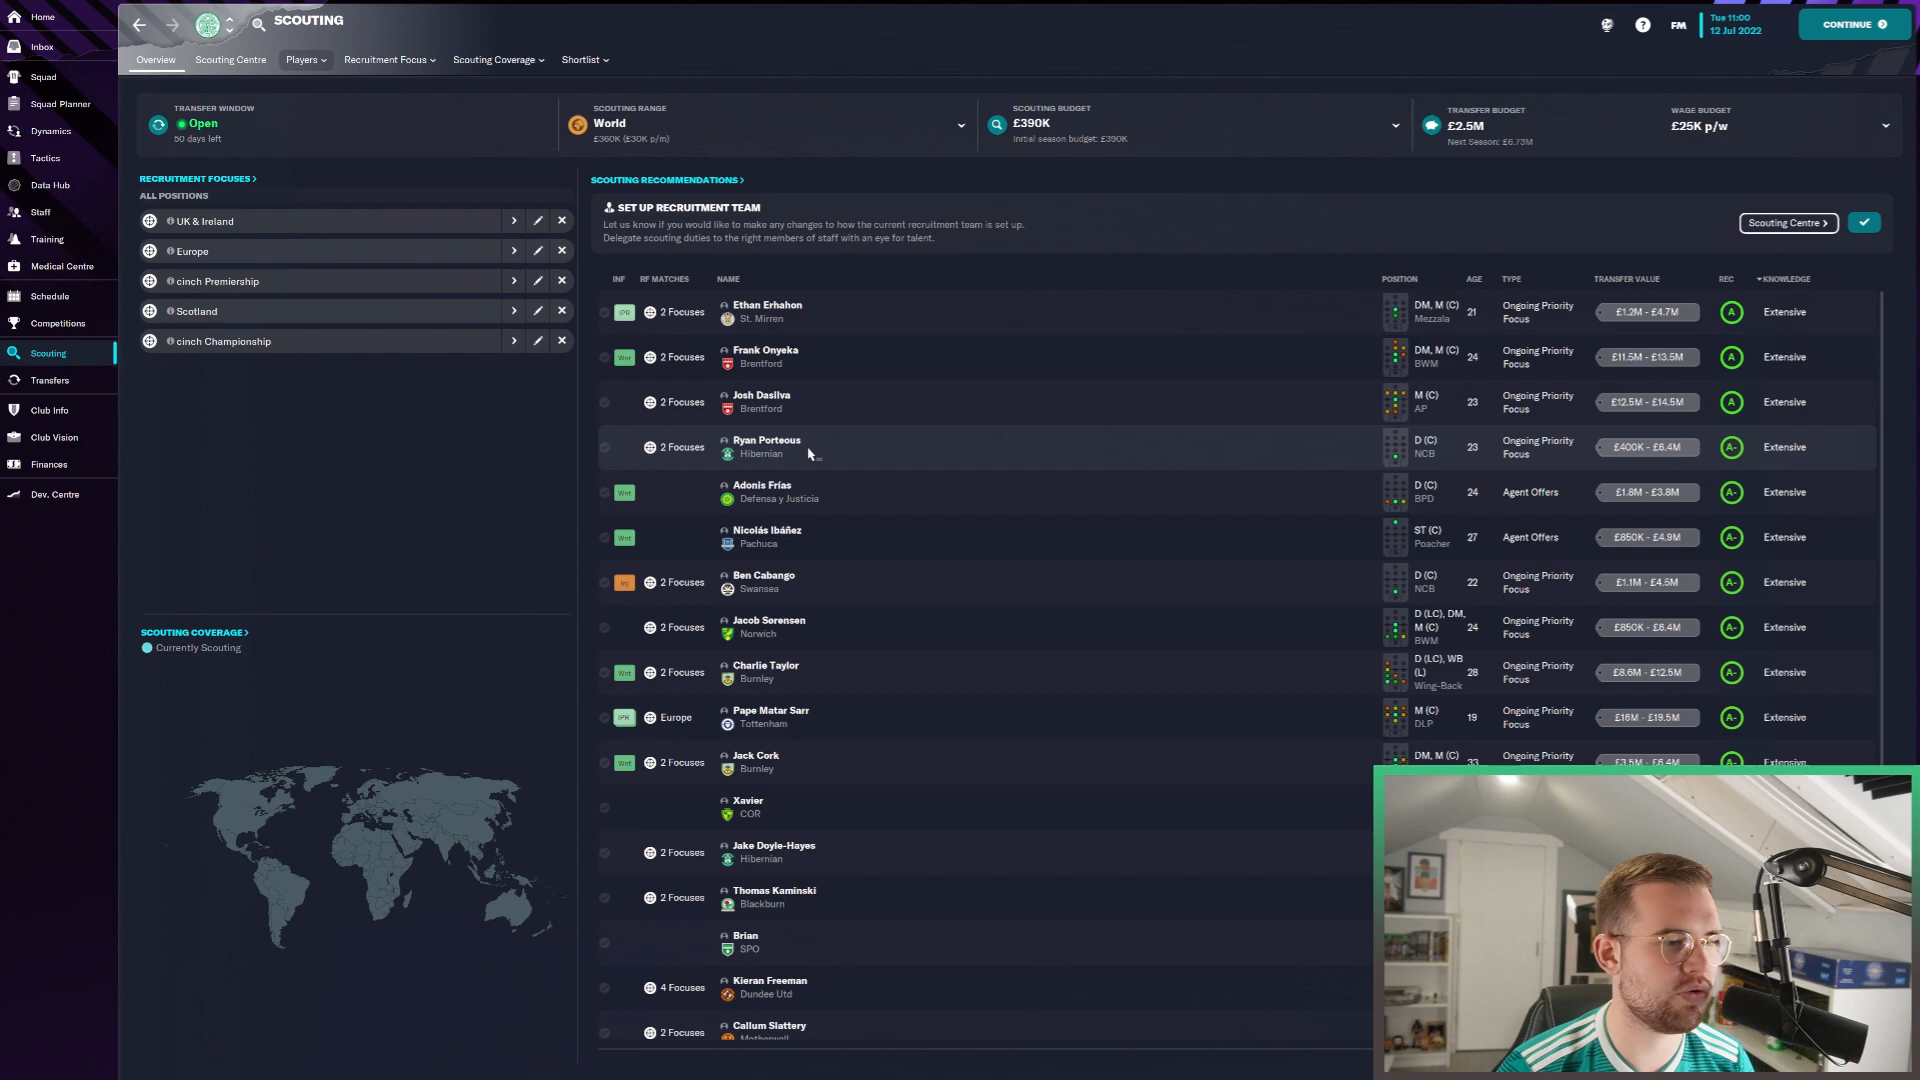 Home
Inbox
Squad
Squad Planner
Dynamics
Tactics
Data Hub
Staff
Training
Medical Centre
Schedule
Competitions
Scouting
Transfers
Club Info
Club Vision
Finances
Dev. Centre
SCOUTING
FM
Tue 11:00
12 Jul 2022
CONTINUE
Overview
Scouting Centre
Players
Recruitment Focus
Scouting Coverage
Shortlist
TRANSFER WINDOW
Open
50 days left
SCOUTING RANGE
World
£360K (£30K p/m)
SCOUTING BUDGET
£390K
Initial season budget: £390K
TRANSFER BUDGET
£2.5M
Next Season: £6.73M
WAGE BUDGET
£25K p/w
RECRUITMENT FOCUSES >
ALL POSITIONS
UK & Ireland
Europe
cinch Premiership
Scotland
cinch Championship
SCOUTING COVERAGE >
Currently Scouting
SCOUTING RECOMMENDATIONS >
SET UP RECRUITMENT TEAM
Let us know if you would like to make any changes to how the current recruitment team is set up.
Delegate scouting duties to the right members of staff with an eye for talent.
Scouting Centre >
INF RF MATCHES NAME POSITION AGE TYPE TRANSFER VALUE REC KNOWLEDGE
IPR 2 Focuses Ethan Erhahon St. Mirren DM, M (C) Mezzala 21 Ongoing Priority Focus £1.2M - £4.7M A Extensive
Wnt 2 Focuses Frank Onyeka Brentford DM, M (C) BWM 24 Ongoing Priority Focus £11.5M - £13.5M A Extensive
2 Focuses Josh Dasilva Brentford M (C) AP 23 Ongoing Priority Focus £12.5M - £14.5M A Extensive
2 Focuses Ryan Porteous Hibernian D (C) NCB 23 Ongoing Priority Focus £400K - £6.4M A- Extensive
Wnt Adonis Frías Defensa y Justicia D (C) BPD 24 Agent Offers £1.8M - £3.8M A- Extensive
Wnt Nicolás Ibáñez Pachuca ST (C) Poacher 27 Agent Offers £850K - £4.9M A- Extensive
Inj 2 Focuses Ben Cabango Swansea D (C) NCB 22 Ongoing Priority Focus £1.1M - £4.5M A- Extensive
2 Focuses Jacob Sørensen Norwich D (LC), DM, M (C) BWM 24 Ongoing Priority Focus £850K - £6.4M A- Extensive
Wnt 2 Focuses Charlie Taylor Burnley D (LC), WB (L) Wing-Back 28 Ongoing Priority Focus £8.6M - £12.5M A- Extensive
IPR Europe Pape Matar Sarr Tottenham M (C) DLP 19 Ongoing Priority Focus £16M - £19.5M A- Extensive
Wnt 2 Focuses Jack Cork Burnley DM, M (C) 33 Ongoing Priority £3.5M - £6.4M Extensive
Xavier COR
2 Focuses Jake Doyle-Hayes Hibernian
2 Focuses Thomas Kaminski Blackburn
Brian SPO
4 Focuses Kieran Freeman Dundee Utd
2 Focuses Callum Slattery Motherwell